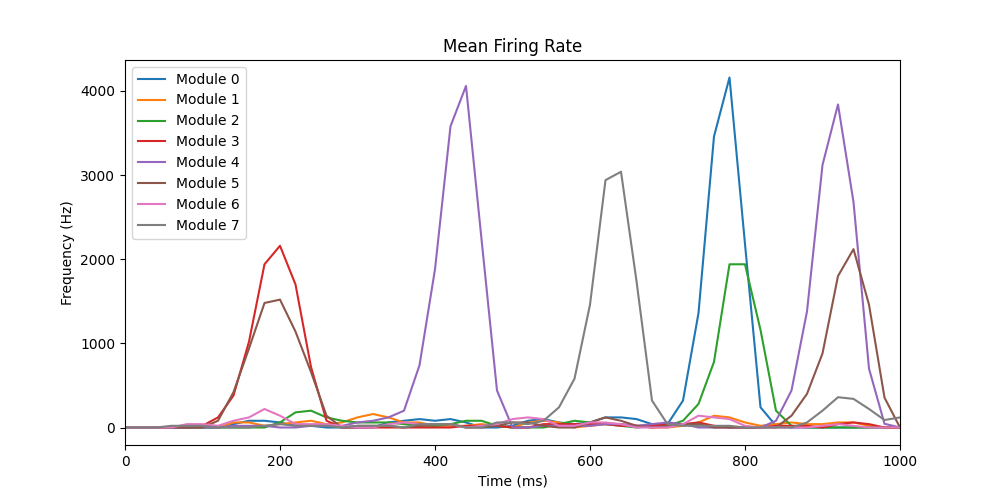 Mean Firing Rate
Frequency (Hz)
4000
3000
2000
1000
0
Module 0
Module 1
Module 2
Module 3
Module 4
Module 5
Module 6
Module 7
0 200 400 600 800 1000
Time (ms)